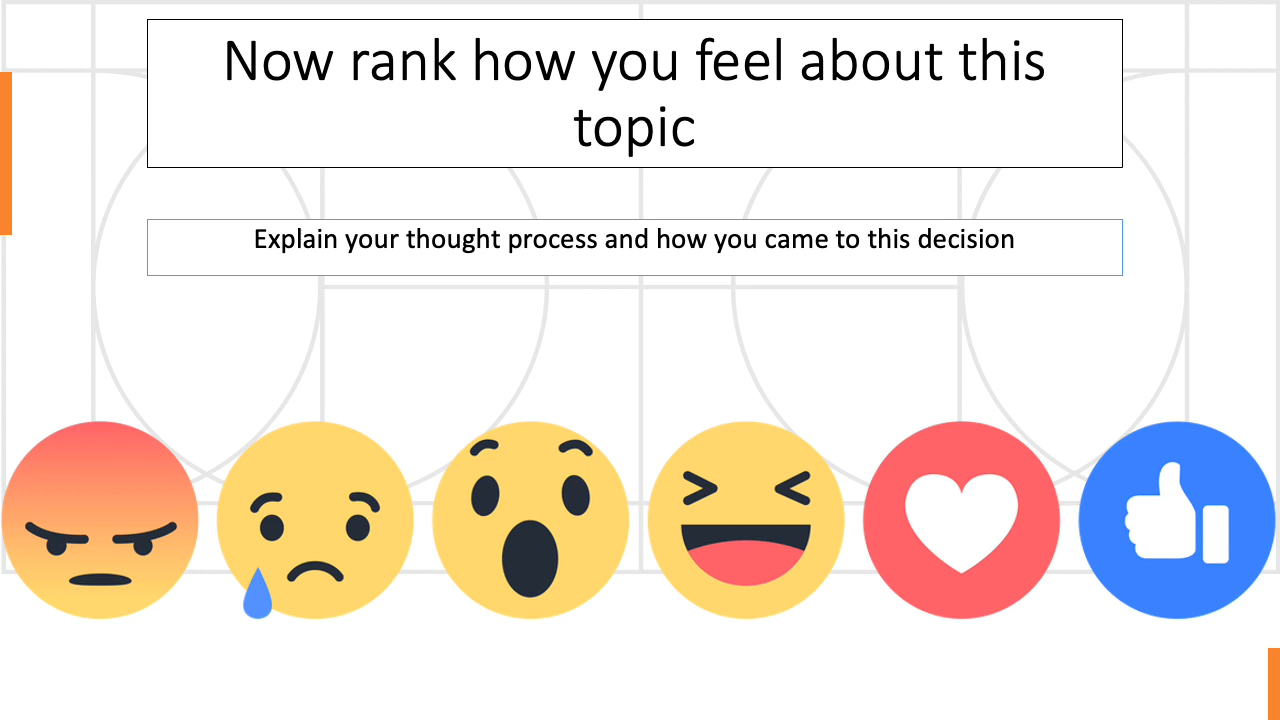 Now rank how you feel about this
topic
Explain your thought process and how you came to this decision